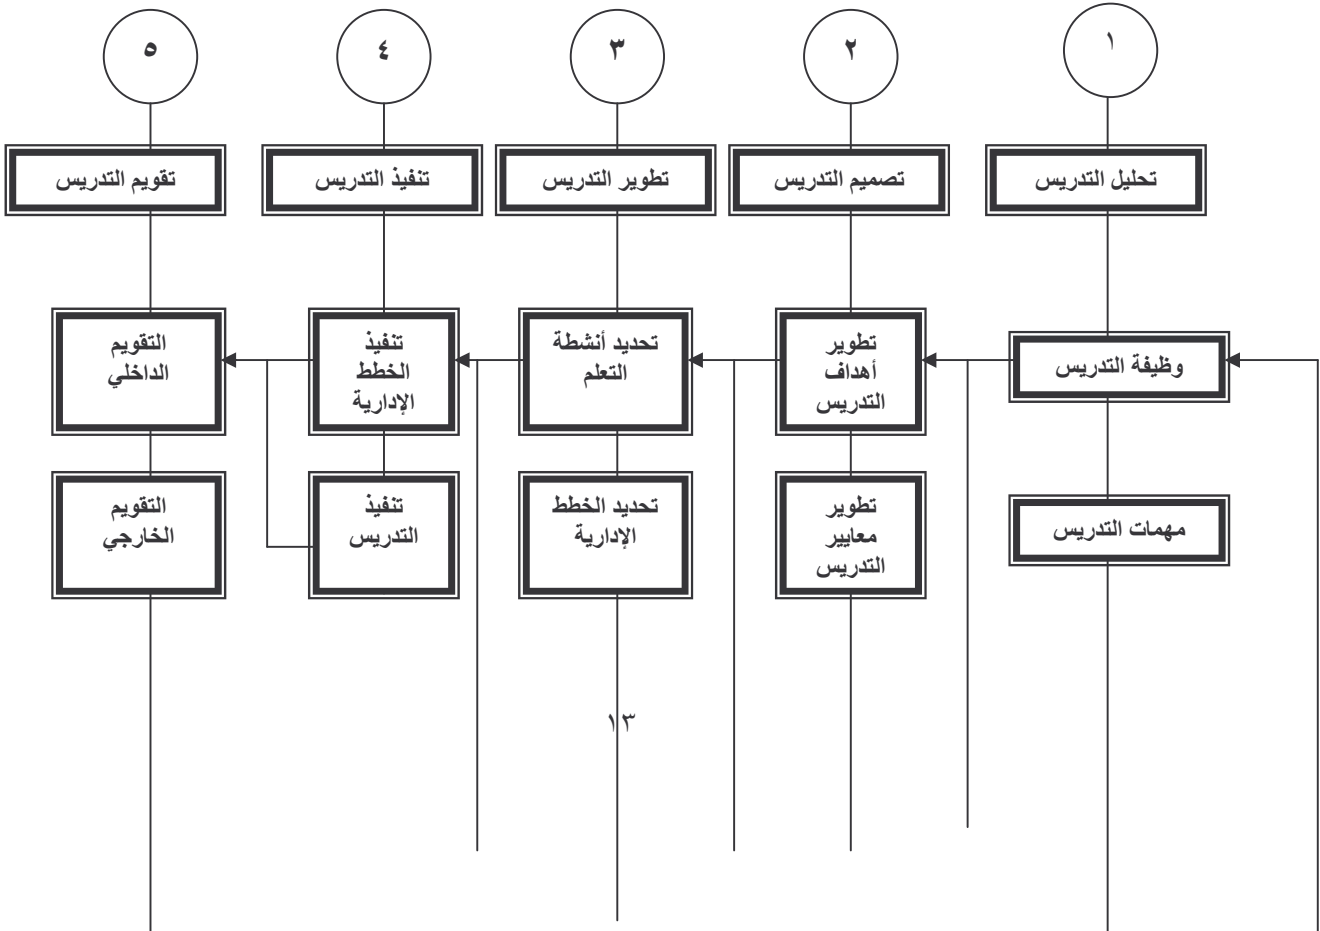 ١
٢
٣
٤
٥
تحليل التدريس
تصميم التدريس
تطوير التدريس
تنفيذ التدريس
تقويم التدريس
وظيفة التدريس
تطوير
أهداف
التدريس
تحديد أنشطة
التعلم
تنفيذ
الخطط
الإدارية
التقويم
الداخلي
مهمات التدريس
تطوير
معايير
التدريس
تحديد الخطط
الإدارية
تنفيذ
التدريس
التقويم
الخارجي
١٣